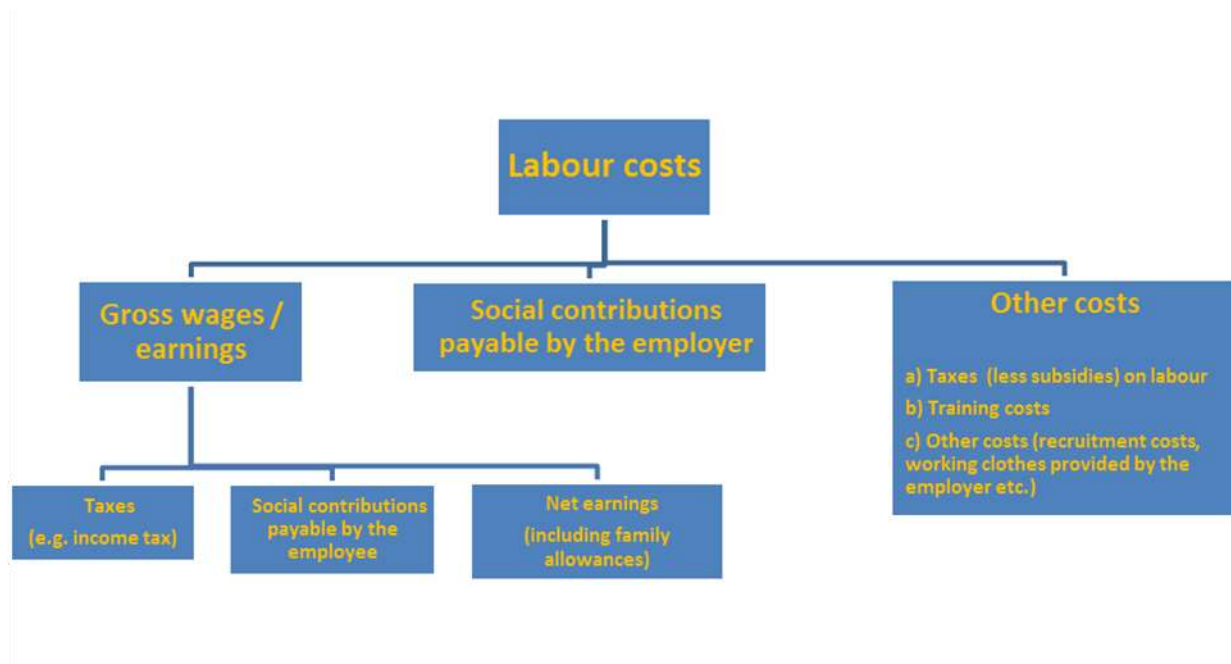 Labour costs
Gross wages /
earnings
Social contributions
payable by the employer
Other costs
a) Taxes (less subsidies) on labour
b) Training costs
c) Other costs (recruitment costs,
working clothes provided by the
employer etc.)
Taxes
(e.g. income tax)
Social contributions
payable by the
employee
Net earnings
(including family
allowances)